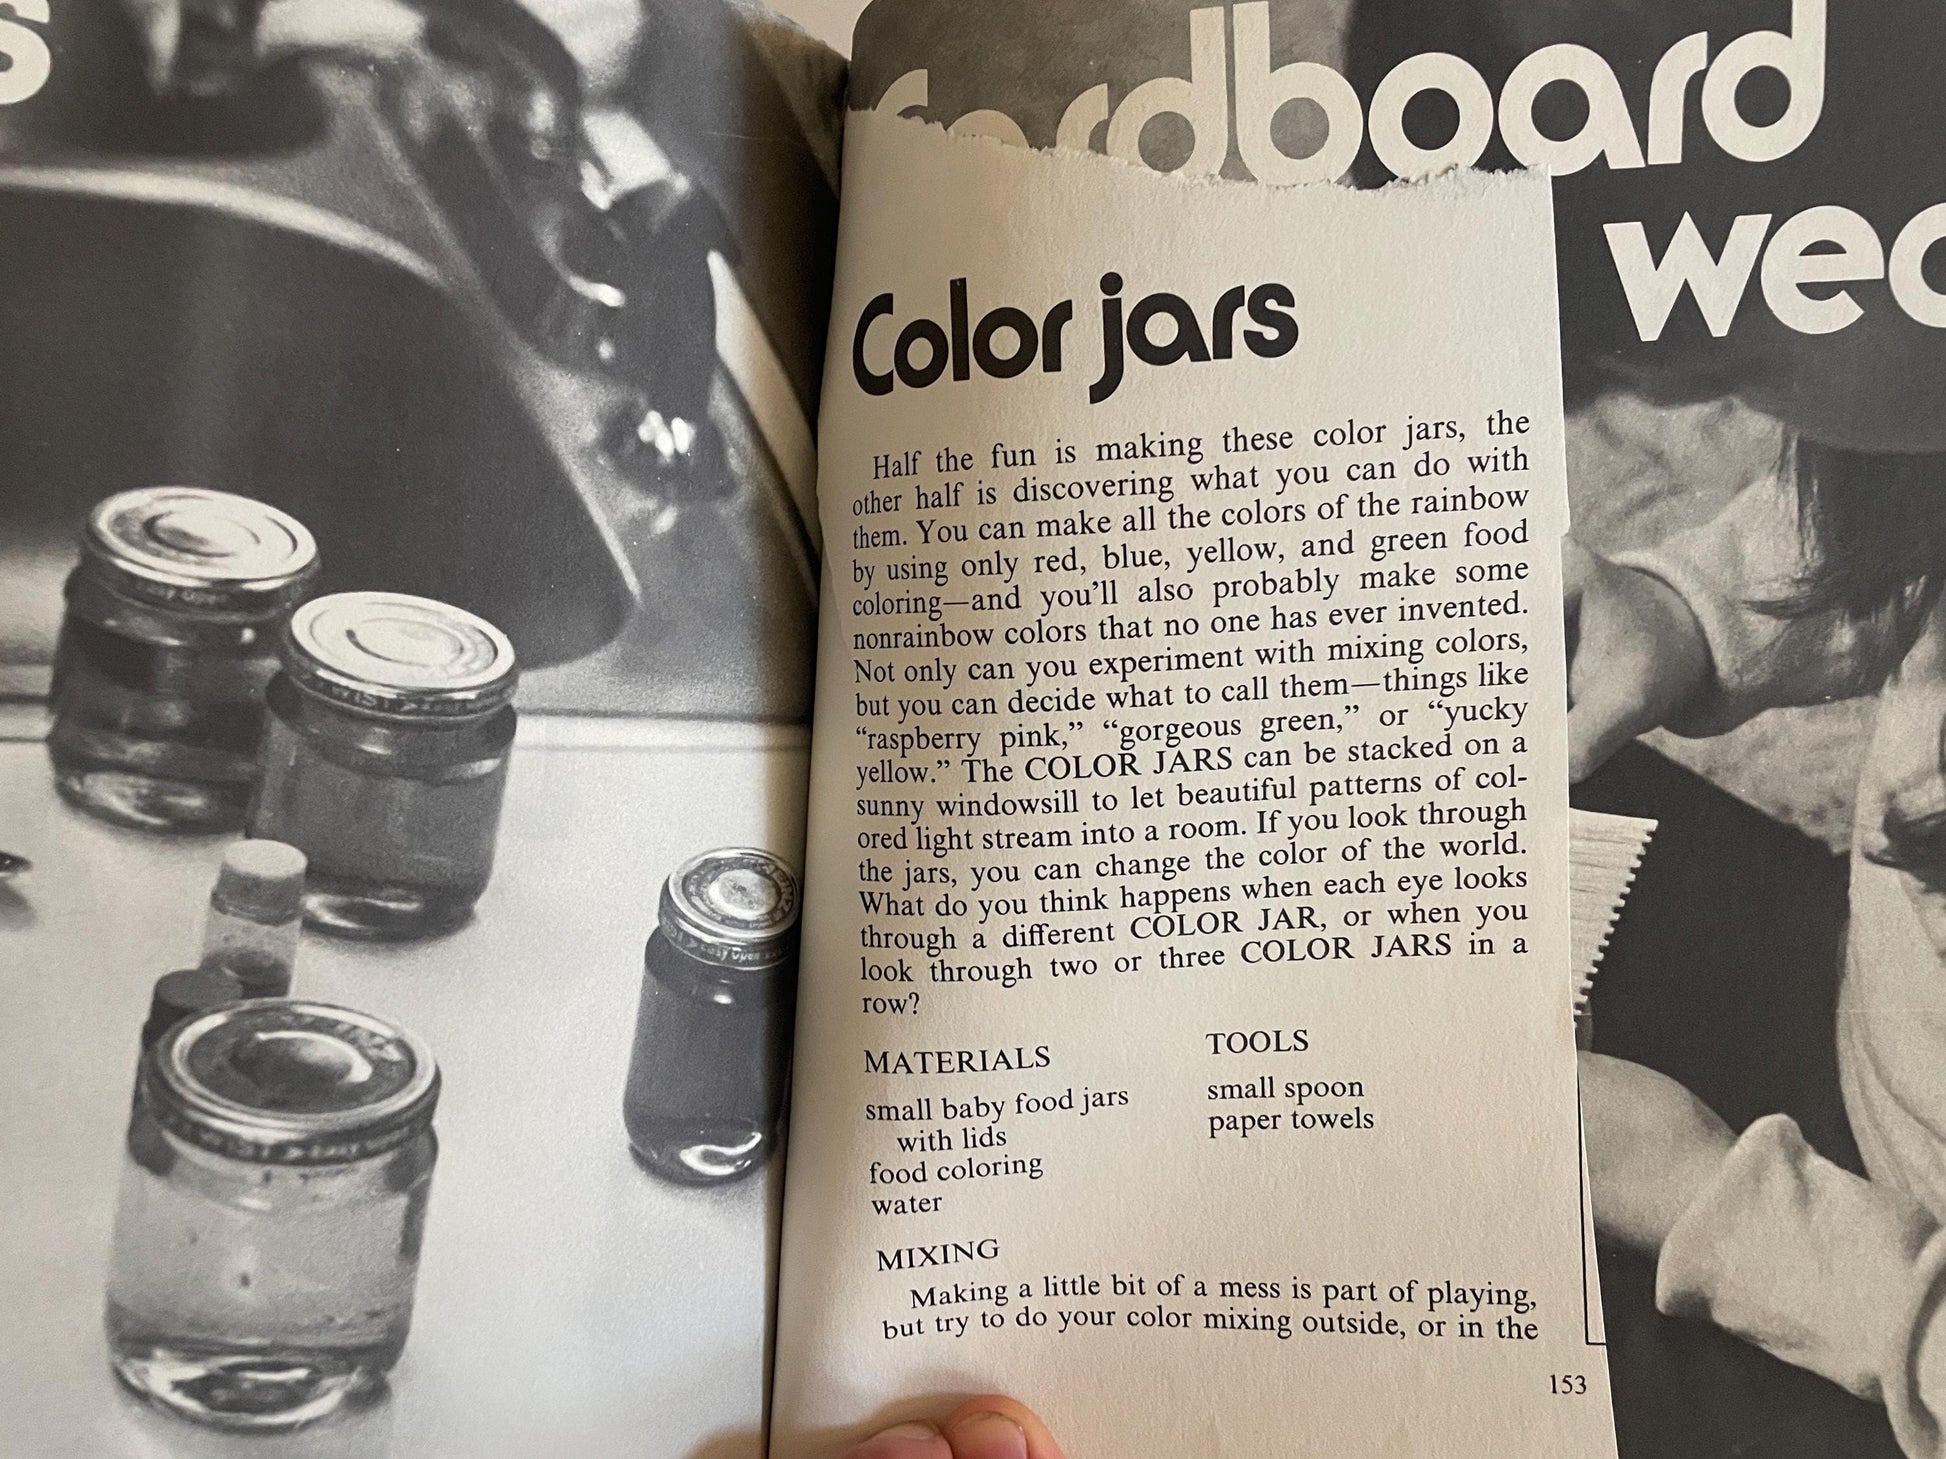 s
cardboard
Color jars
Half the fun is making these color jars, the
other half is discovering what you can do with
them. You can make all the colors of the rainbow
by using only red, blue, yellow, and green food
coloring—and you’ll also probably make some
nonrainbow colors that no one has ever invented.
Not only can you experiment with mixing colors,
but you can decide what to call them—things like
“raspberry pink,” “gorgeous green,” or “yucky
yellow.” The COLOR JARS can be stacked on a
sunny windowsill to let beautiful patterns of col-
ored light stream into a room. If you look through
the jars, you can change the color of the world.
What do you think happens when each eye looks
through a different COLOR JAR, or when you
look through two or three COLOR JARS in a
row?
MATERIALS
small baby food jars
with lids
food coloring
water
TOOLS
small spoon
paper towels
MIXING
Making a little bit of a mess is part of playing,
but try to do your color mixing outside, or in the
153